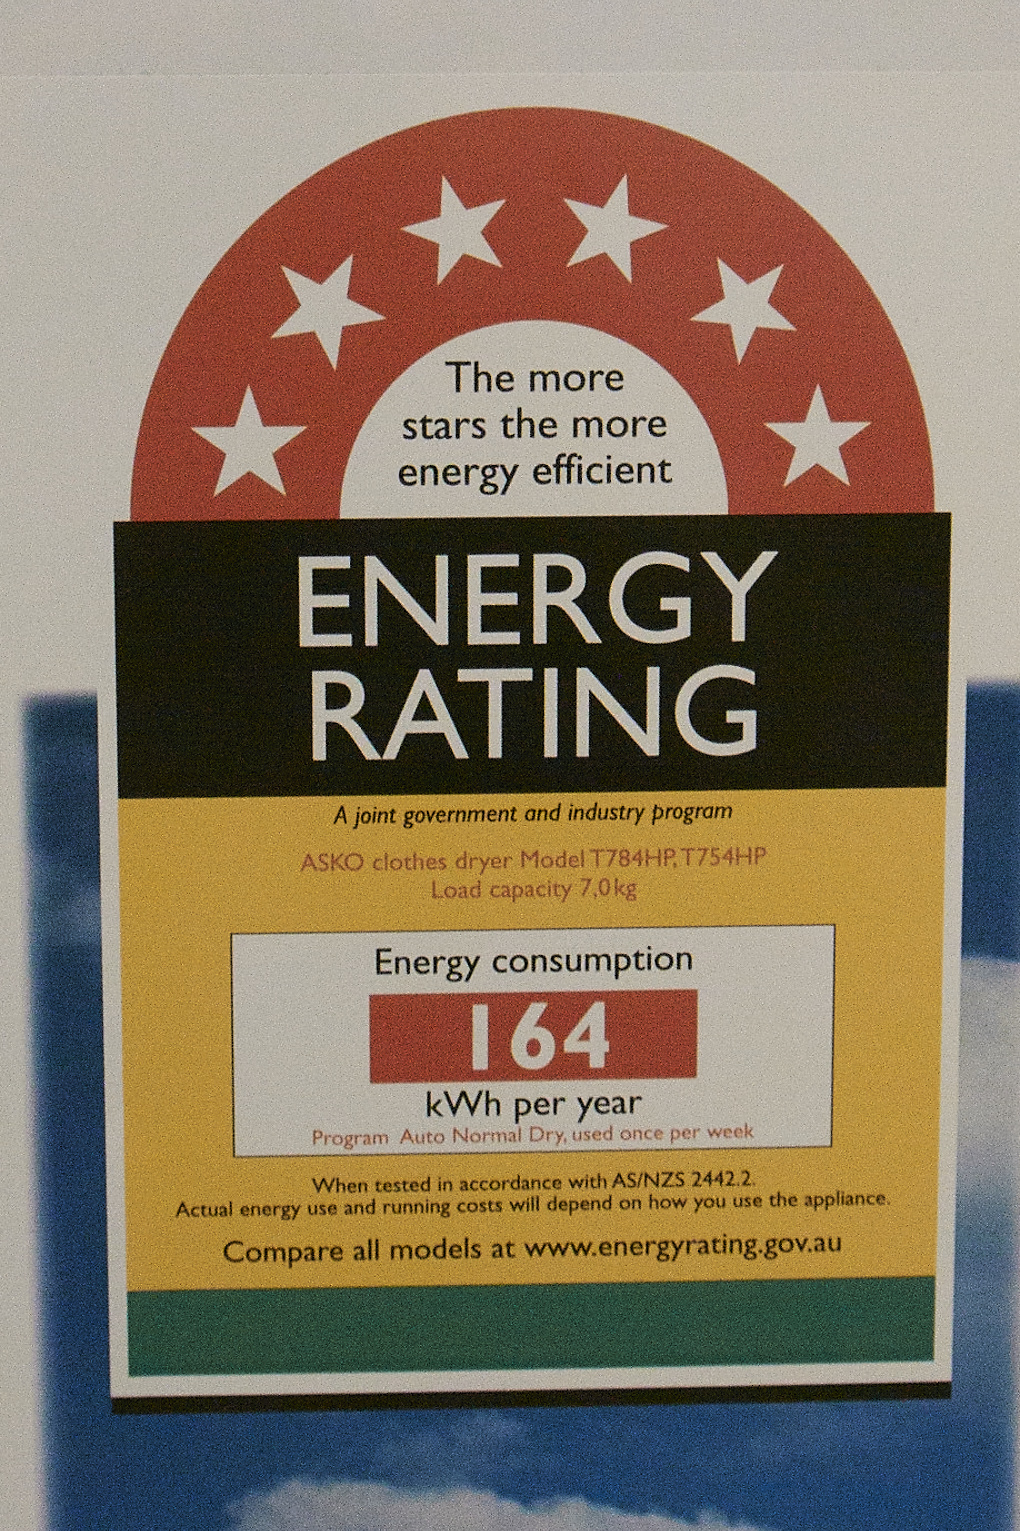 The more
stars the more
energy efficient
ENERGY
RATING
A joint government and industry program
ASKO clothes dryer Model T784HP, T754HP
Load capacity 7.0kg
Energy consumption
164
kWh per year
Program Auto Normal Dry, used once per week
When tested in accordance with AS/NZS 2442.2.
Actual energy use and running costs will depend on how you use the appliance.
Compare all models at www.energyrating.gov.au